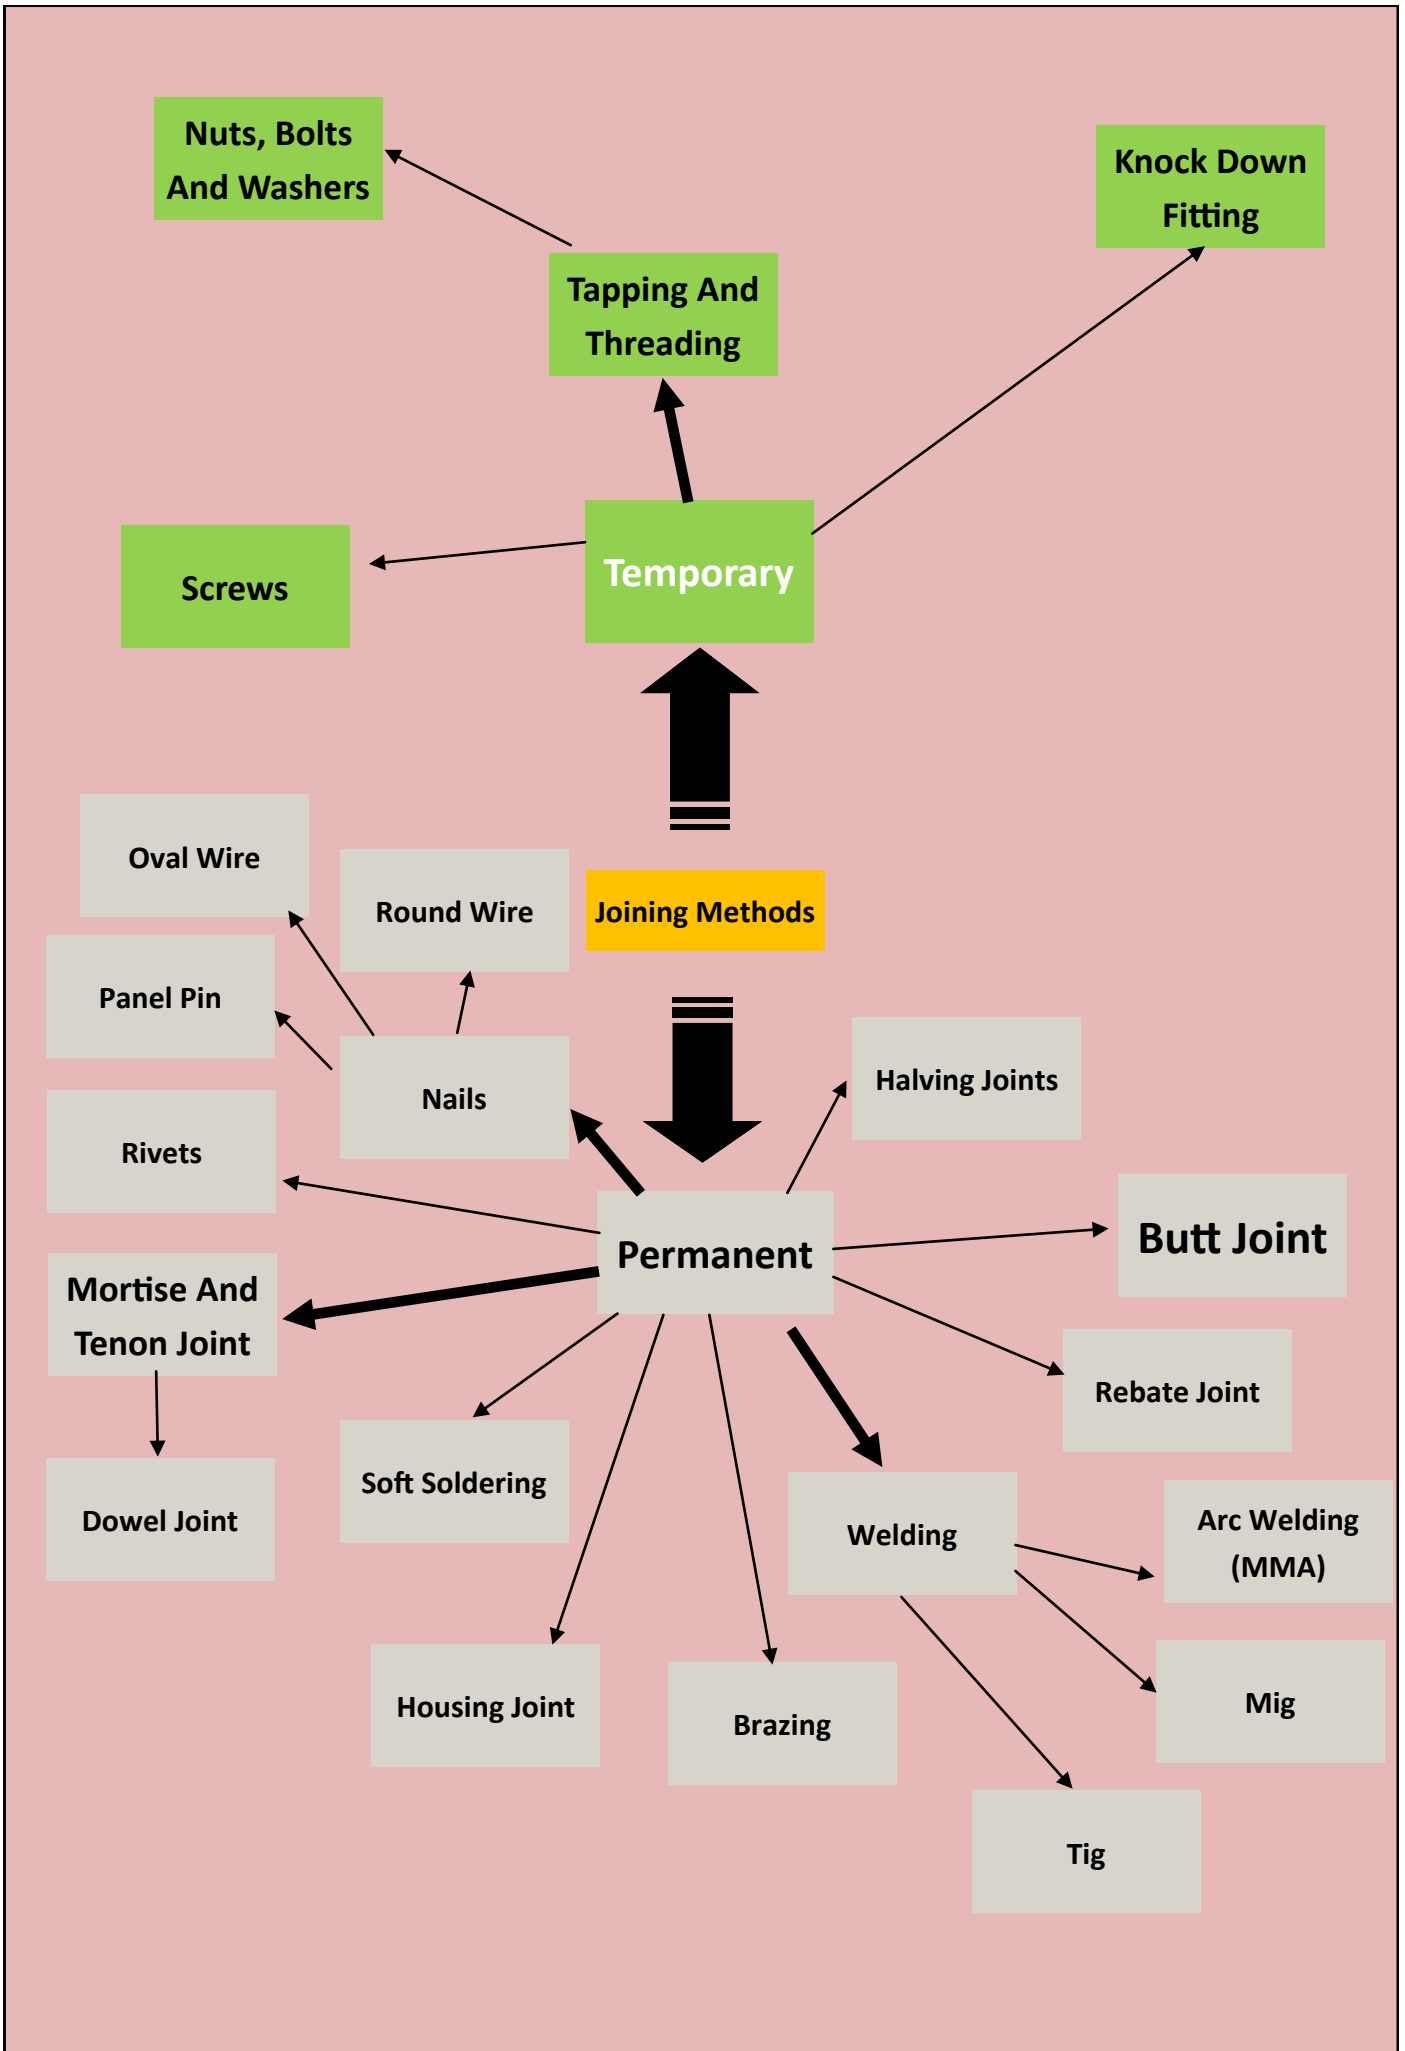 Nuts, Bolts
And Washers
Knock Down
Fitting
Tapping And
Threading
Screws
Temporary
Oval Wire
Round Wire
Joining Methods
Panel Pin
Nails
Halving Joints
Rivets
Permanent
Butt Joint
Mortise And
Tenon Joint
Rebate Joint
Soft Soldering
Dowel Joint
Welding
Arc Welding
(MMA)
Housing Joint
Brazing
Mig
Tig